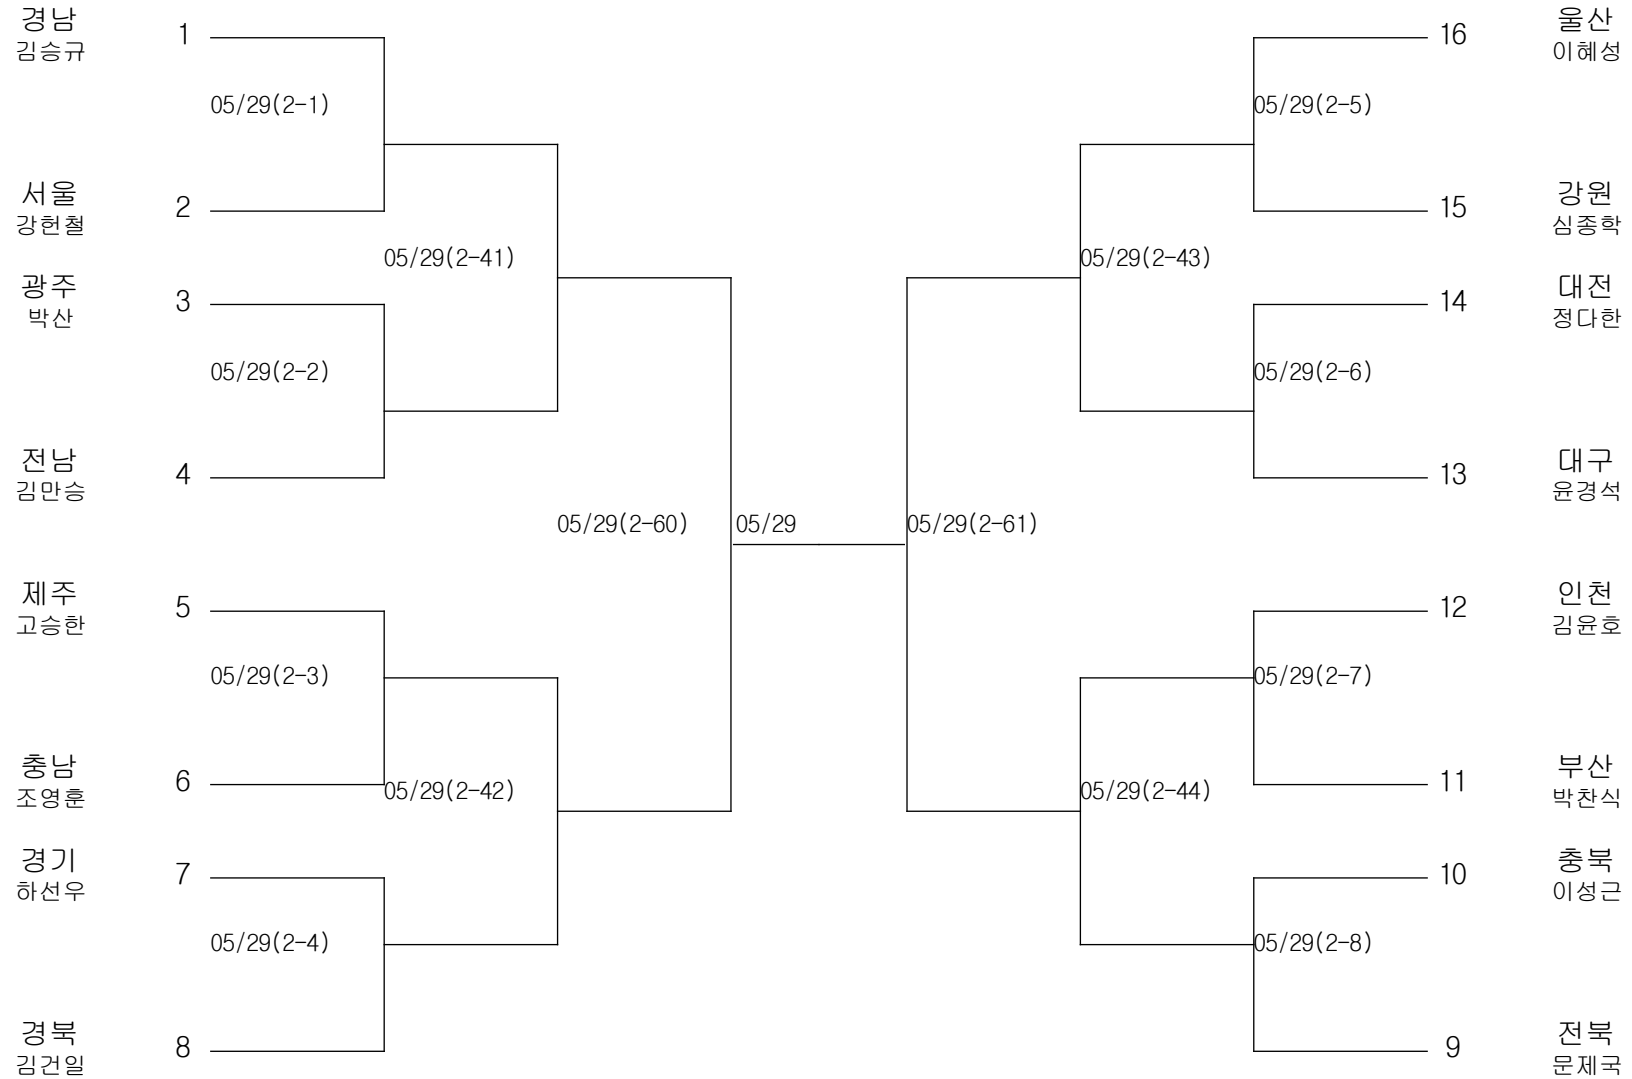 경남 1 16 울산
김승규 이혜성
05/29(2-1) 05/29(2-5)
서울 2 15 강원
강헌철 심종학
05/29(2-41) 05/29(2-43)
광주 3 14 대전
박산 정다한
05/29(2-2) 05/29(2-6)
전남 4 13 대구
김만승 윤경석
05/29(2-60) 05/29 05/29(2-61)
제주 5 12 인천
고승한 김윤호
05/29(2-3) 05/29(2-7)
충남 6 11 부산
조영훈 05/29(2-42) 05/29(2-44) 박찬식
경기 7 10 충북
하선우 이성근
05/29(2-4) 05/29(2-8)
경북 8 9 전북
김건일 문제국